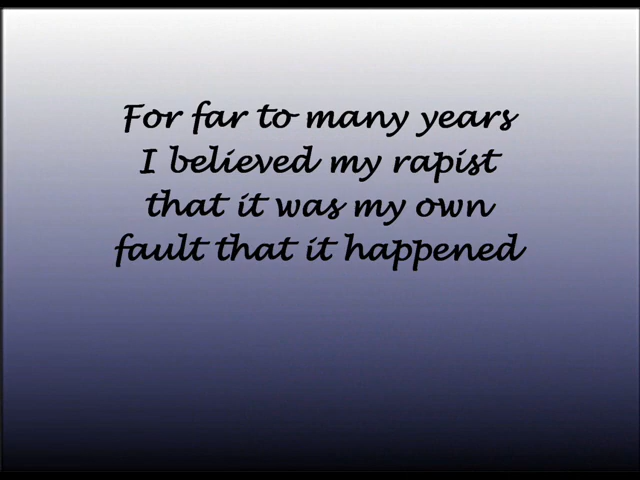 For far to many years
I believed my rapist
that it was my own
fault that it happened